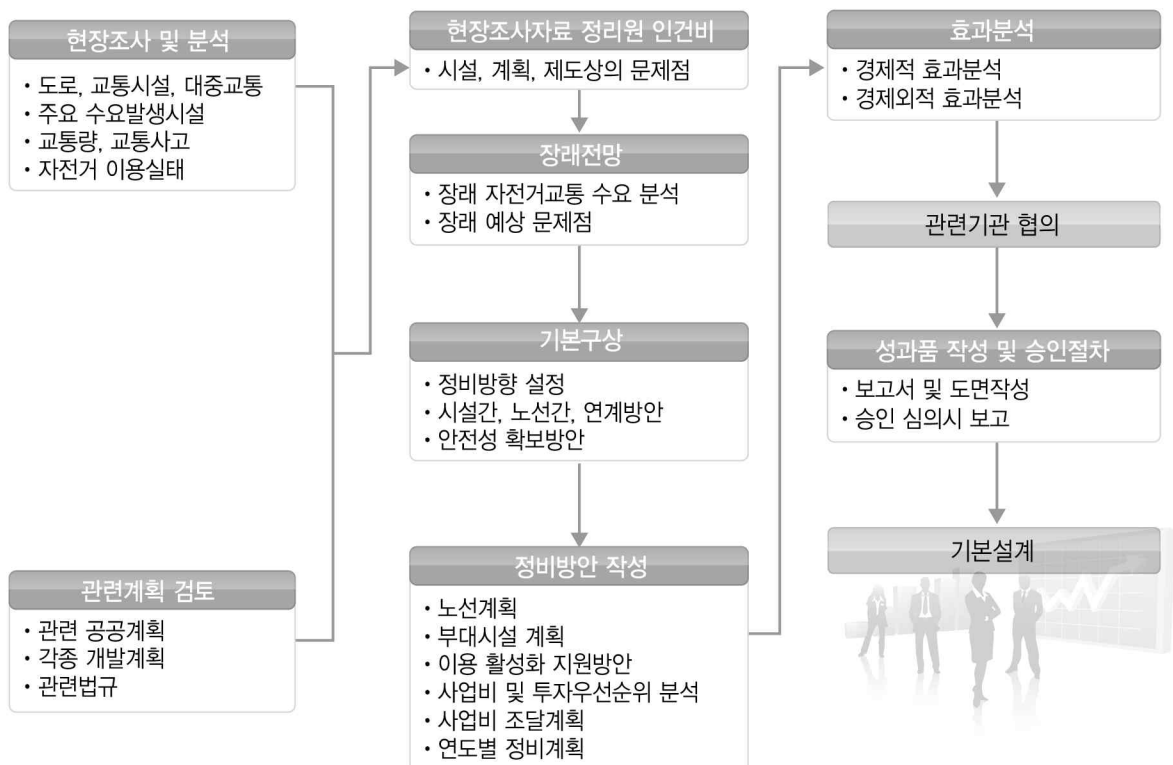 현장조사 및 분석
• 도로, 교통시설, 대중교통
• 주요 수요발생시설
• 교통량, 교통사고
• 자전거 이용실태
관련계획 검토
• 관련 공공계획
• 각종 개발계획
• 관련법규
현장조사자료 정리원 인건비
• 시설, 계획, 제도상의 문제점
장래전망
• 장래 자전거교통 수요 분석
• 장래 예상 문제점
기본구상
• 정비방향 설정
• 시설간, 노선간, 연계방안
• 안전성 확보방안
정비방안 작성
• 노선계획
• 부대시설 계획
• 이용 활성화 지원방안
• 사업비 및 투자우선순위 분석
• 사업비 조달계획
• 연도별 정비계획
효과분석
• 경제적 효과분석
• 경제외적 효과분석
관련기관 협의
성과품 작성 및 승인절차
• 보고서 및 도면작성
• 승인 심의시 보고
기본설계